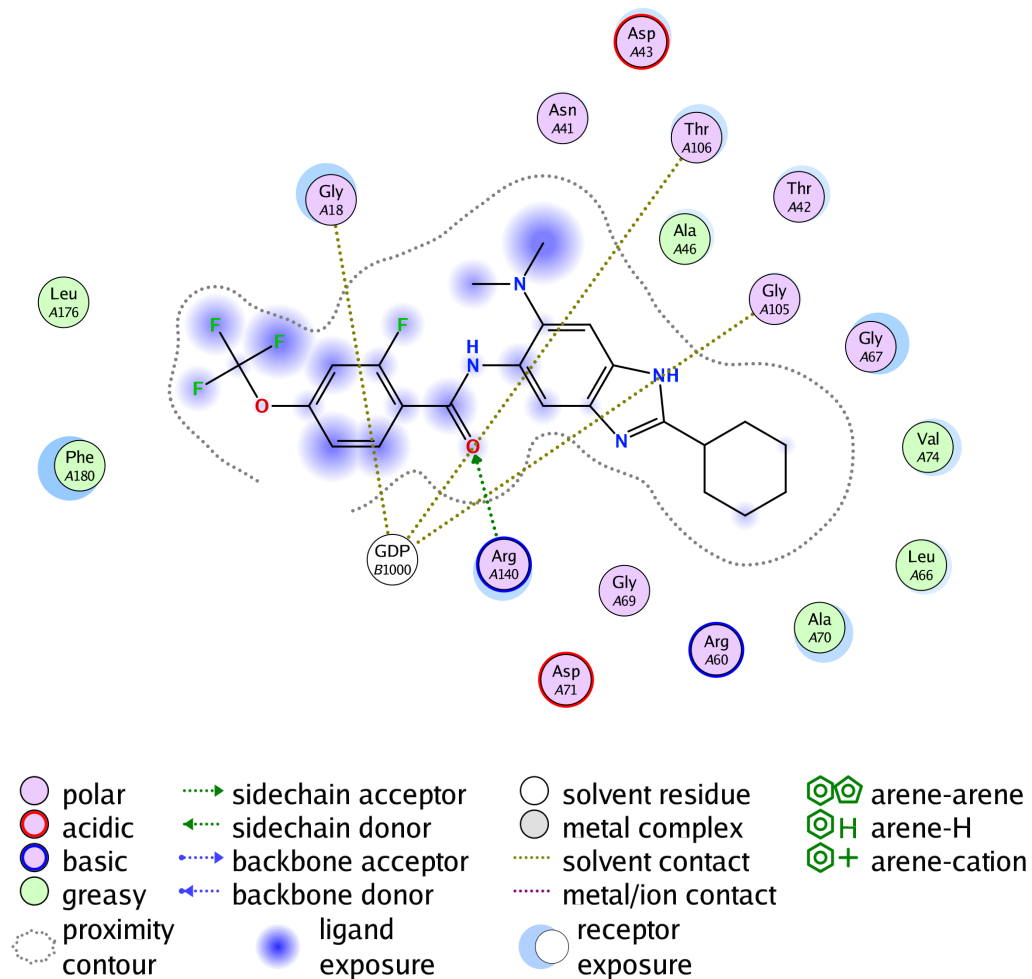 Asp
A43
Asn
A41
Thr
A106
Gly
A18
Thr
A42
Ala
A46
Leu
A176
Gly
A105
Gly
A67
N
F
F
F
F
H
N
NH
O
N
O
Val
A74
Phe
A180
GDP
B1000
Arg
A140
Leu
A66
Gly
A69
Ala
A70
Arg
A60
Asp
A71
polar
sidechain acceptor
solvent residue
arene-arene
acidic
sidechain donor
metal complex
H
arene-H
basic
backbone acceptor
solvent contact
+
arene-cation
greasy
backbone donor
metal/ion contact
proximity
contour
ligand
exposure
receptor
exposure